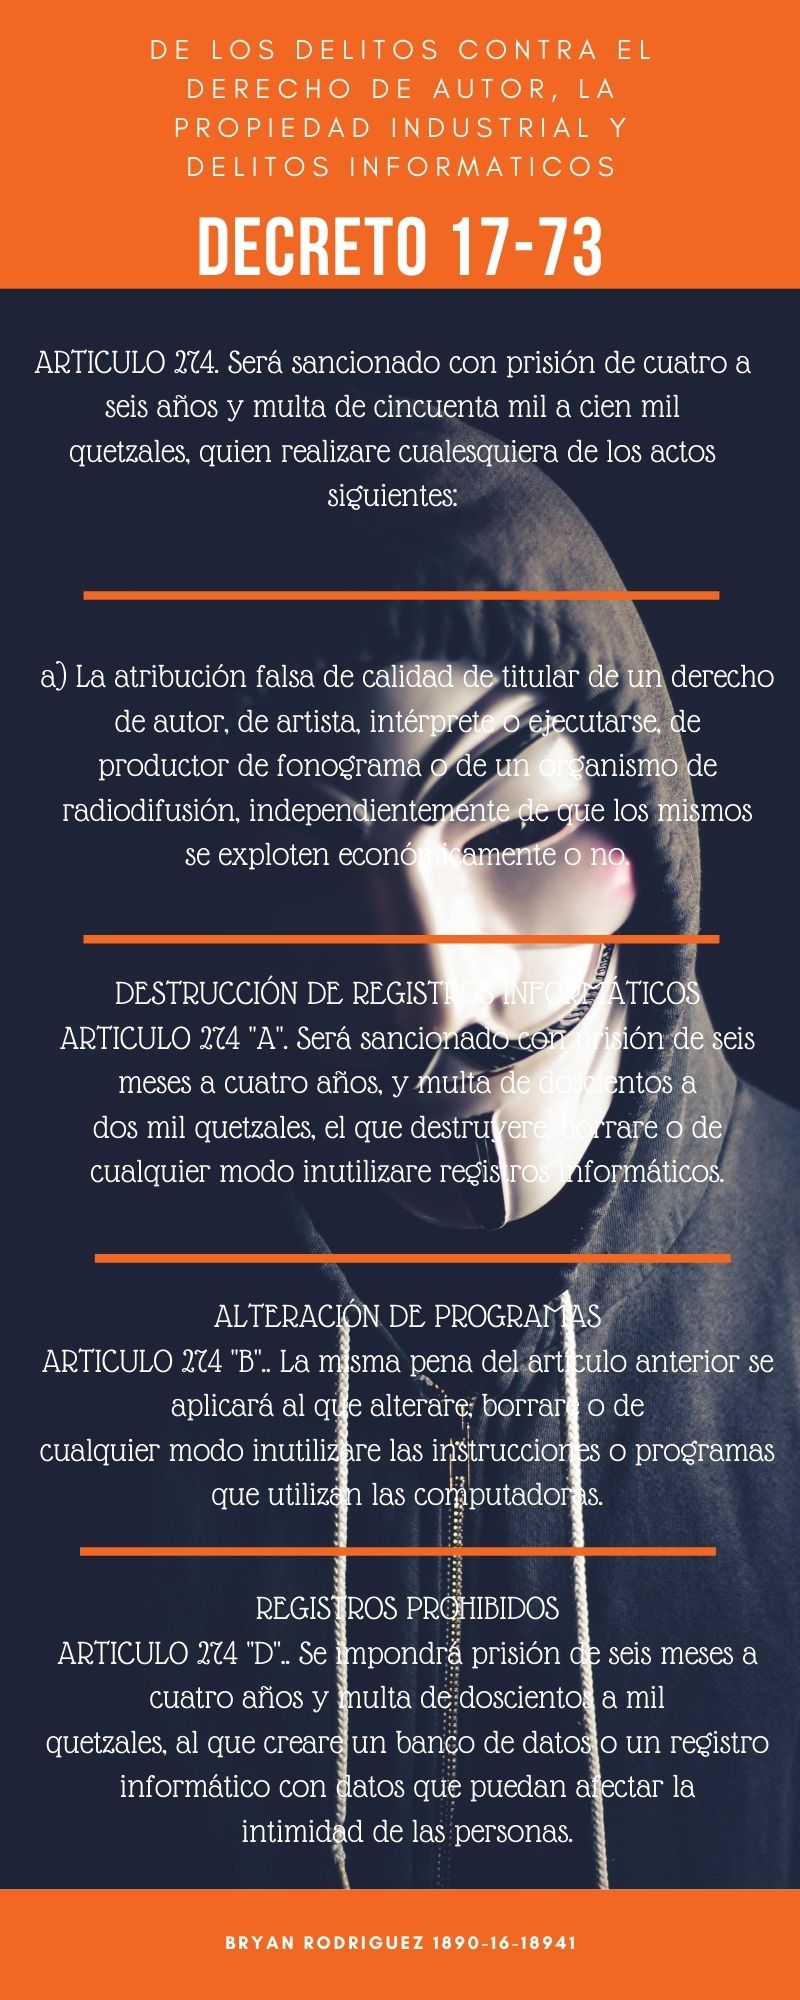 DE LOS DELITOS CONTRA EL
DERECHO DE AUTOR, LA
PROPIEDAD INDUSTRIAL Y
DELITOS INFORMATICOS
DECRETO 17-73
ARTICULO 274. Será sancionado con prisión de cuatro a
seis años y multa de cincuenta mil a cien mil
quetzales, quien realizare cualesquiera de los actos
siguientes:
a) La atribución falsa de calidad de titular de un derecho
de autor, de artista, intérprete o ejecutarse, de
productor de fonograma o de un organismo de
radiodifusión, independientemente de que los mismos
se exploten económicamente o no.
DESTRUCCIÓN DE REGISTROS INFORMÁTICOS
ARTICULO 274 "A". Será sancionado con prisión de seis
meses a cuatro años, y multa de doscientos a
dos mil quetzales, el que destruyere, borrare o de
cualquier modo inutilizare registros informáticos.
ALTERACIÓN DE PROGRAMAS
ARTICULO 274 "B".. La misma pena del artículo anterior se
aplicará al que alterare, borrare o de
cualquier modo inutilizare las instrucciones o programas
que utilizan las computadoras.
REGISTROS PROHIBIDOS
ARTICULO 274 "D".. Se impondrá prisión de seis meses a
cuatro años y multa de doscientos a mil
quetzales, al que creare un banco de datos o un registro
informático con datos que puedan afectar la
intimidad de las personas.
BRYAN RODRIGUEZ 1890-16-18941